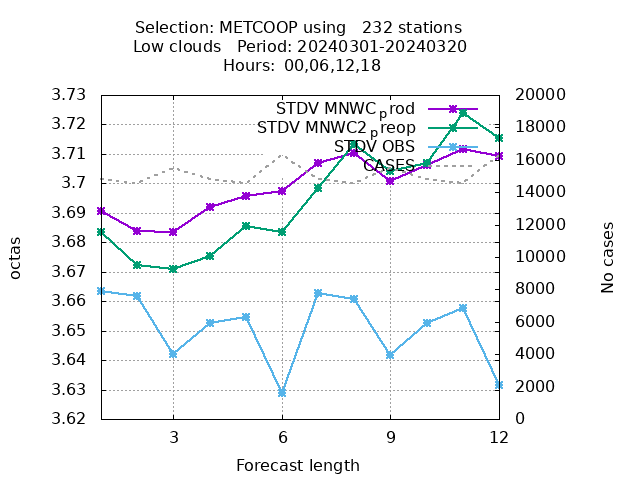 Selection: METCOOP using   232 stations
Low clouds   Period: 20240301-20240320
Hours:  00,06,12,18
3.73
3.72
3.71
3.7
3.69
3.68
3.67
3.66
3.65
3.64
3.63
3.62
octas
STDV MNWCprod
STDV MNWC2preop
STDV OBS
CASES
20000
18000
16000
14000
12000
10000
8000
6000
4000
2000
0
No cases
3 6 9 12
Forecast length